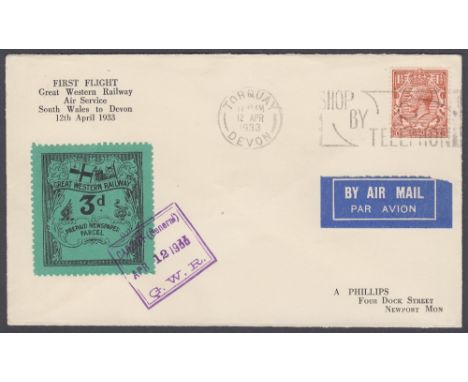 FIRST FLIGHT
Great Western Railway
Air Service
South Wales to Devon
12th April 1933
TORQUAY
12 APR
1933
DEVON
SHOP
BY
TELEPHONE
GREAT WESTERN RAILWAY
3d
PREPAID NEWSPAPER
PARCEL
CARDIFF (General)
APR 12 1933
G. W. R.
BY AIR MAIL
PAR AVION
A PHILLIPS
FOUR DOCK STREET
NEWPORT MON